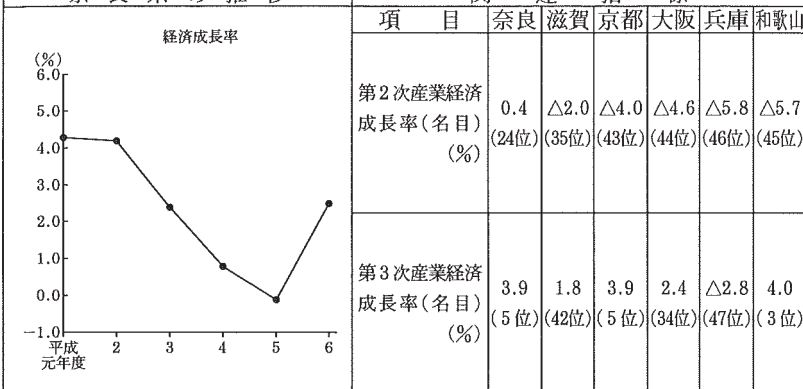 経済成長率
(%)
6.0
5.0
4.0
3.0
2.0
1.0
0.0
−1.0
平成
元年度
2 3 4 5 6
項 目 奈良 滋賀 京都 大阪 兵庫 和歌山
第2次産業経済
成長率(名目)
(%)
0.4 △2.0 △4.0 △4.6 △5.8 △5.7
(24位) (35位) (43位) (44位) (46位) (45位)
第3次産業経済
成長率(名目)
(%)
3.9 1.8 3.9 2.4 △2.8 4.0
(5位) (42位) (5位) (34位) (47位) (3位)